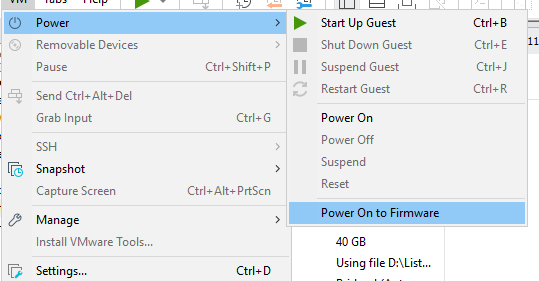 VM Tabs Help
Power
Removable Devices
Pause Ctrl+Shift+P
Send Ctrl+Alt+Del
Grab Input Ctrl+G
SSH
Snapshot
Capture Screen Ctrl+Alt+PrtScn
Manage
Install VMware Tools...
Settings... Ctrl+D
Start Up Guest Ctrl+B
Shut Down Guest Ctrl+E
Suspend Guest Ctrl+J
Restart Guest Ctrl+R
Power On
Power Off
Suspend
Reset
Power On to Firmware
11
40 GB
Using file D:\List...